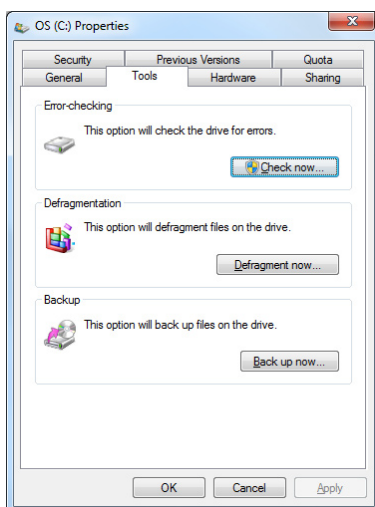 OS (C:) Properties
Security Previous Versions Quota
General Tools Hardware Sharing
Error-checking
This option will check the drive for errors.
Check now...
Defragmentation
This option will defragment files on the drive.
Defragment now...
Backup
This option will back up files on the drive.
Back up now...
OK Cancel Apply